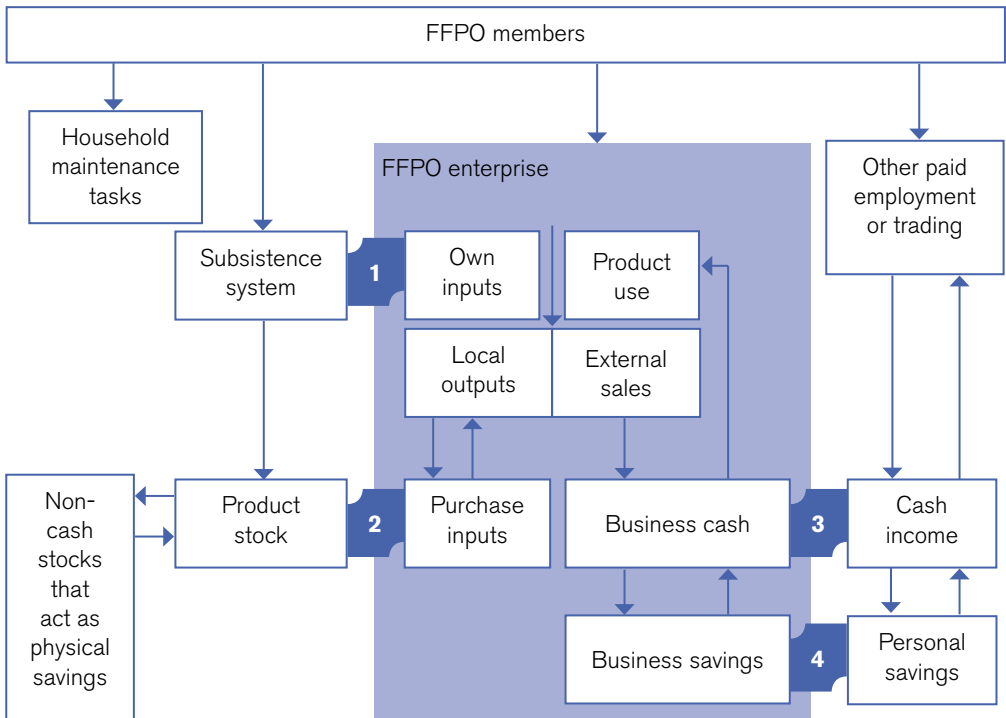 FFPO members
Household
maintenance
tasks
FFPO enterprise
Other paid
employment
or trading
Subsistence
system
1
Own
inputs
Product
use
Local
outputs
External
sales
Non-
cash
stocks
that
act as
physical
savings
Product
stock
2
Purchase
inputs
Business cash
3
Cash
income
Business savings
4
Personal
savings